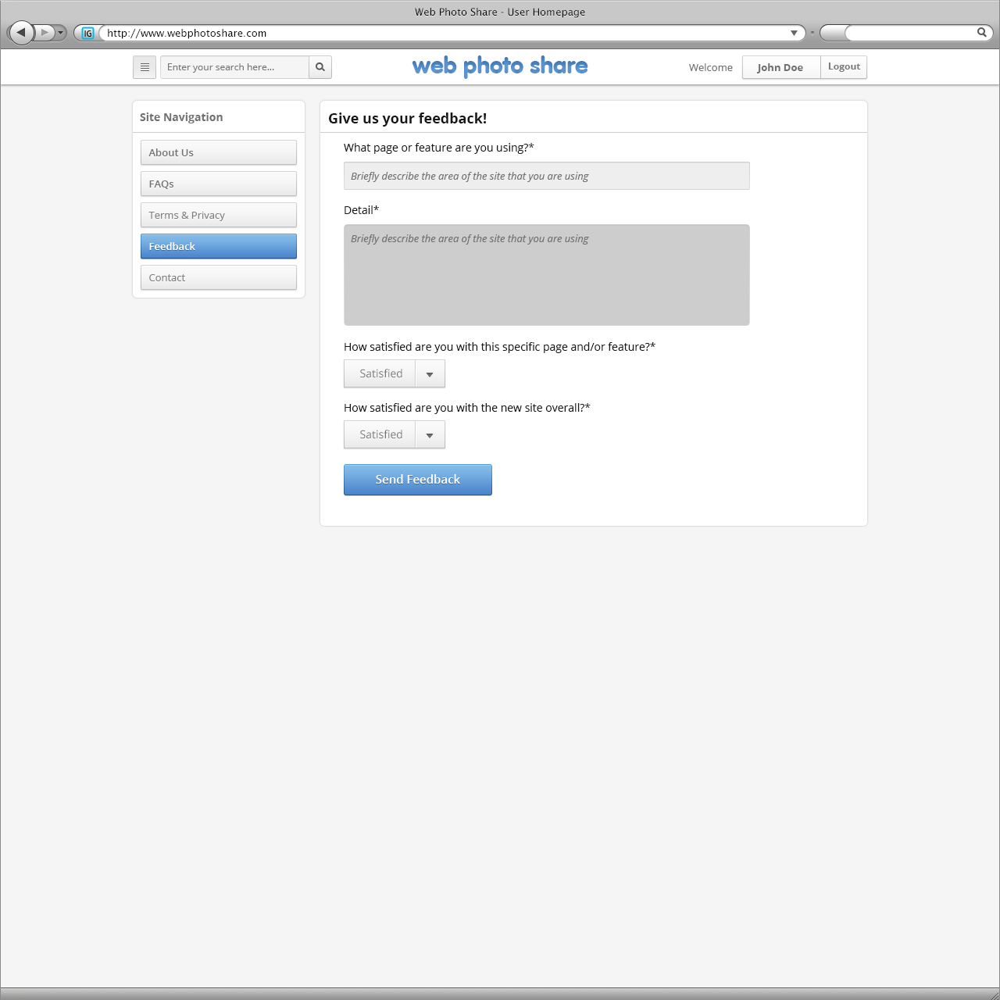 Web Photo Share - User Homepage
IG
http://www.webphotoshare.com
Enter your search here...
web photo share
Welcome
John Doe
Logout
Site Navigation
About Us
FAQs
Terms & Privacy
Feedback
Contact
Give us your feedback!
What page or feature are you using?*
Briefly describe the area of the site that you are using
Detail*
Briefly describe the area of the site that you are using
How satisfied are you with this specific page and/or feature?*
Satisfied
How satisfied are you with the new site overall?*
Satisfied
Send Feedback